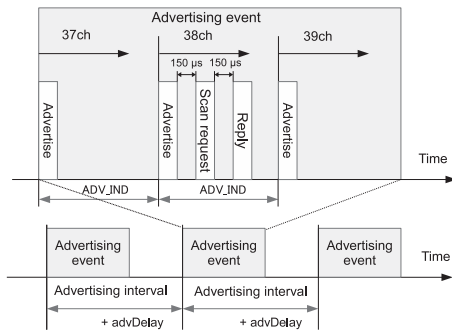 Advertising event
37ch
38ch
39ch
150 µs
150 µs
Advertise
Advertise
Scan request
Reply
Advertise
Time
ADV_IND
ADV_IND
Advertising event
Advertising event
Advertising event
Time
Advertising interval
+ advDelay
Advertising interval
+ advDelay